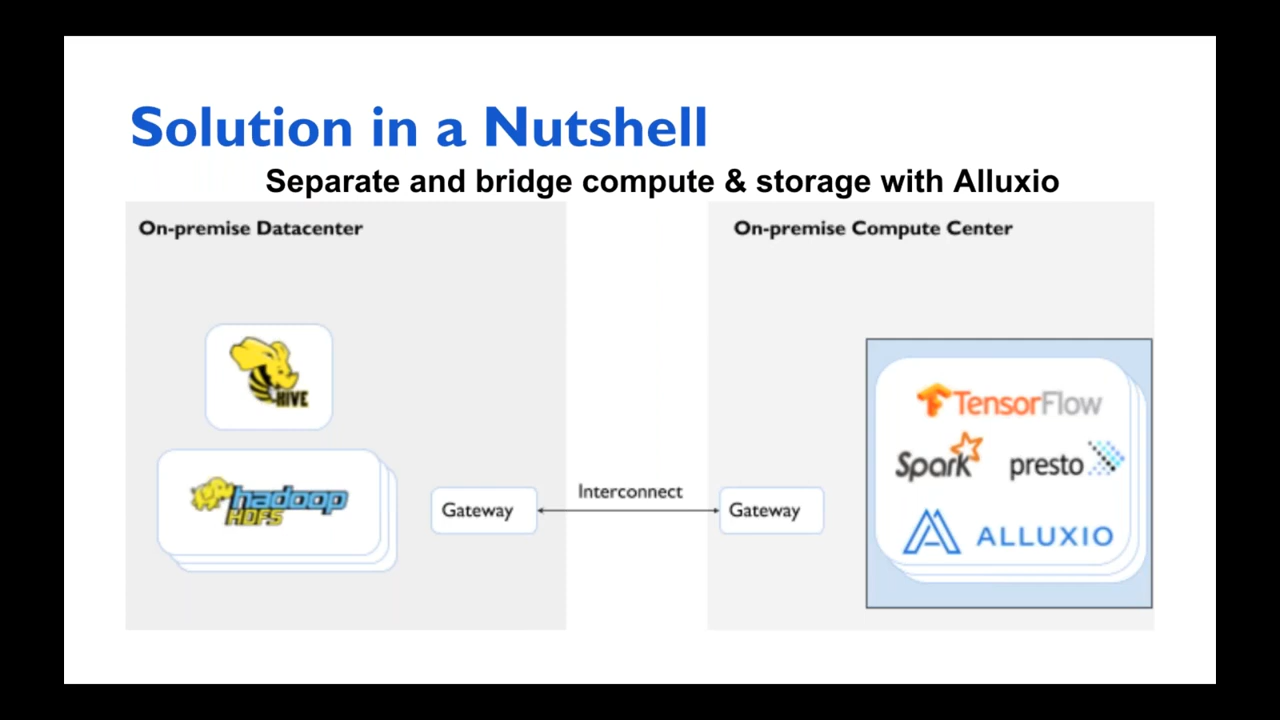 Solution in a Nutshell
Separate and bridge compute & storage with Alluxio
On-premise Datacenter
HIVE
hadoop
HDFS
Gateway
Interconnect
On-premise Compute Center
Gateway
TensorFlow
Spark presto
ALLUXIO